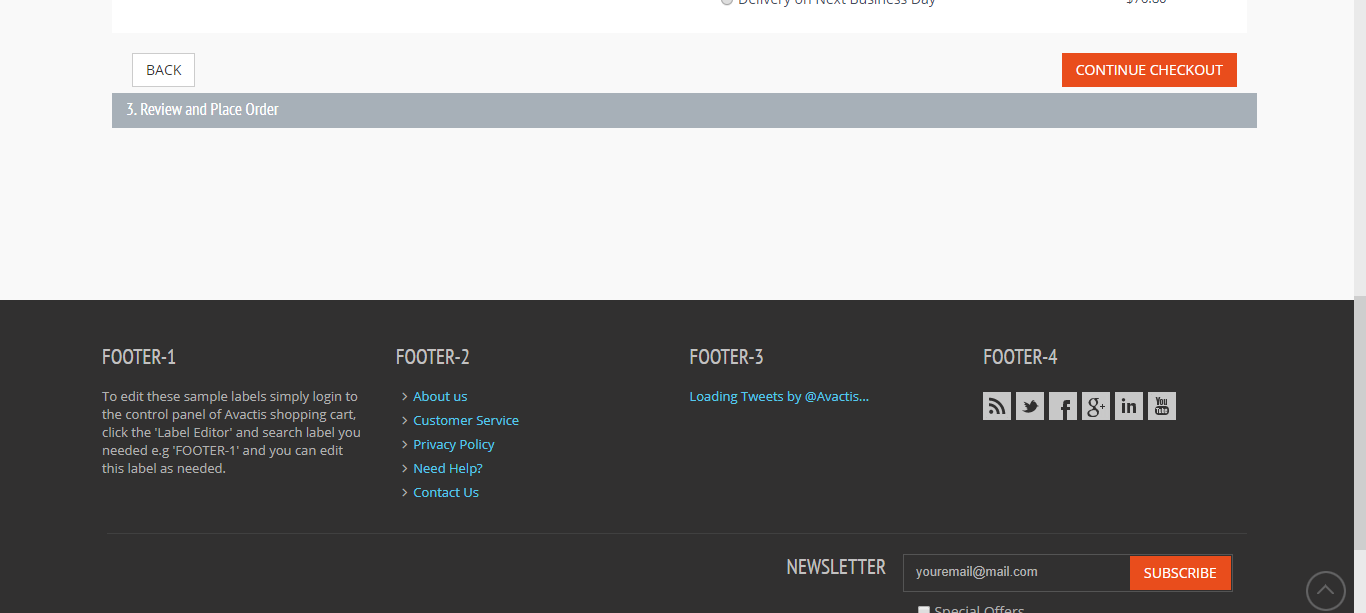 Delivery on Next Business Day
BACK
CONTINUE CHECKOUT
3. Review and Place Order
FOOTER-1
To edit these sample labels simply login to
the control panel of Avactis shopping cart,
click the 'Label Editor' and search label you
needed e.g 'FOOTER-1' and you can edit
this label as needed.
FOOTER-2
About us
Customer Service
Privacy Policy
Need Help?
Contact Us
FOOTER-3
Loading Tweets by @Avactis...
FOOTER-4
g+
in
You
Tube
NEWSLETTER
youremail@mail.com
SUBSCRIBE
Special Offers